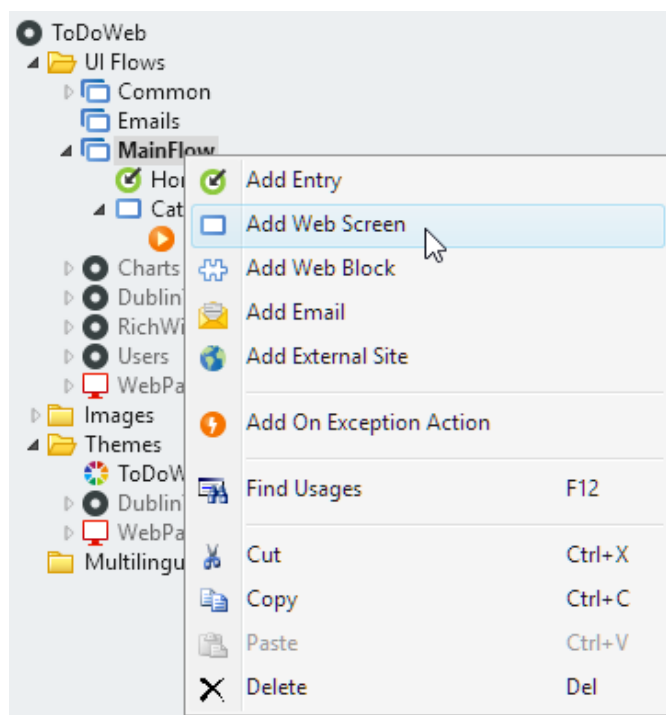 ToDoWeb
UI Flows
Common
Emails
MainFlow
Add Entry
Add Web Screen
Charts
Add Web Block
Add Email
Users
Add External Site
Images
Add On Exception Action
Themes
Find Usages F12
Cut Ctrl+X
Copy Ctrl+C
Paste Ctrl+V
Delete Del